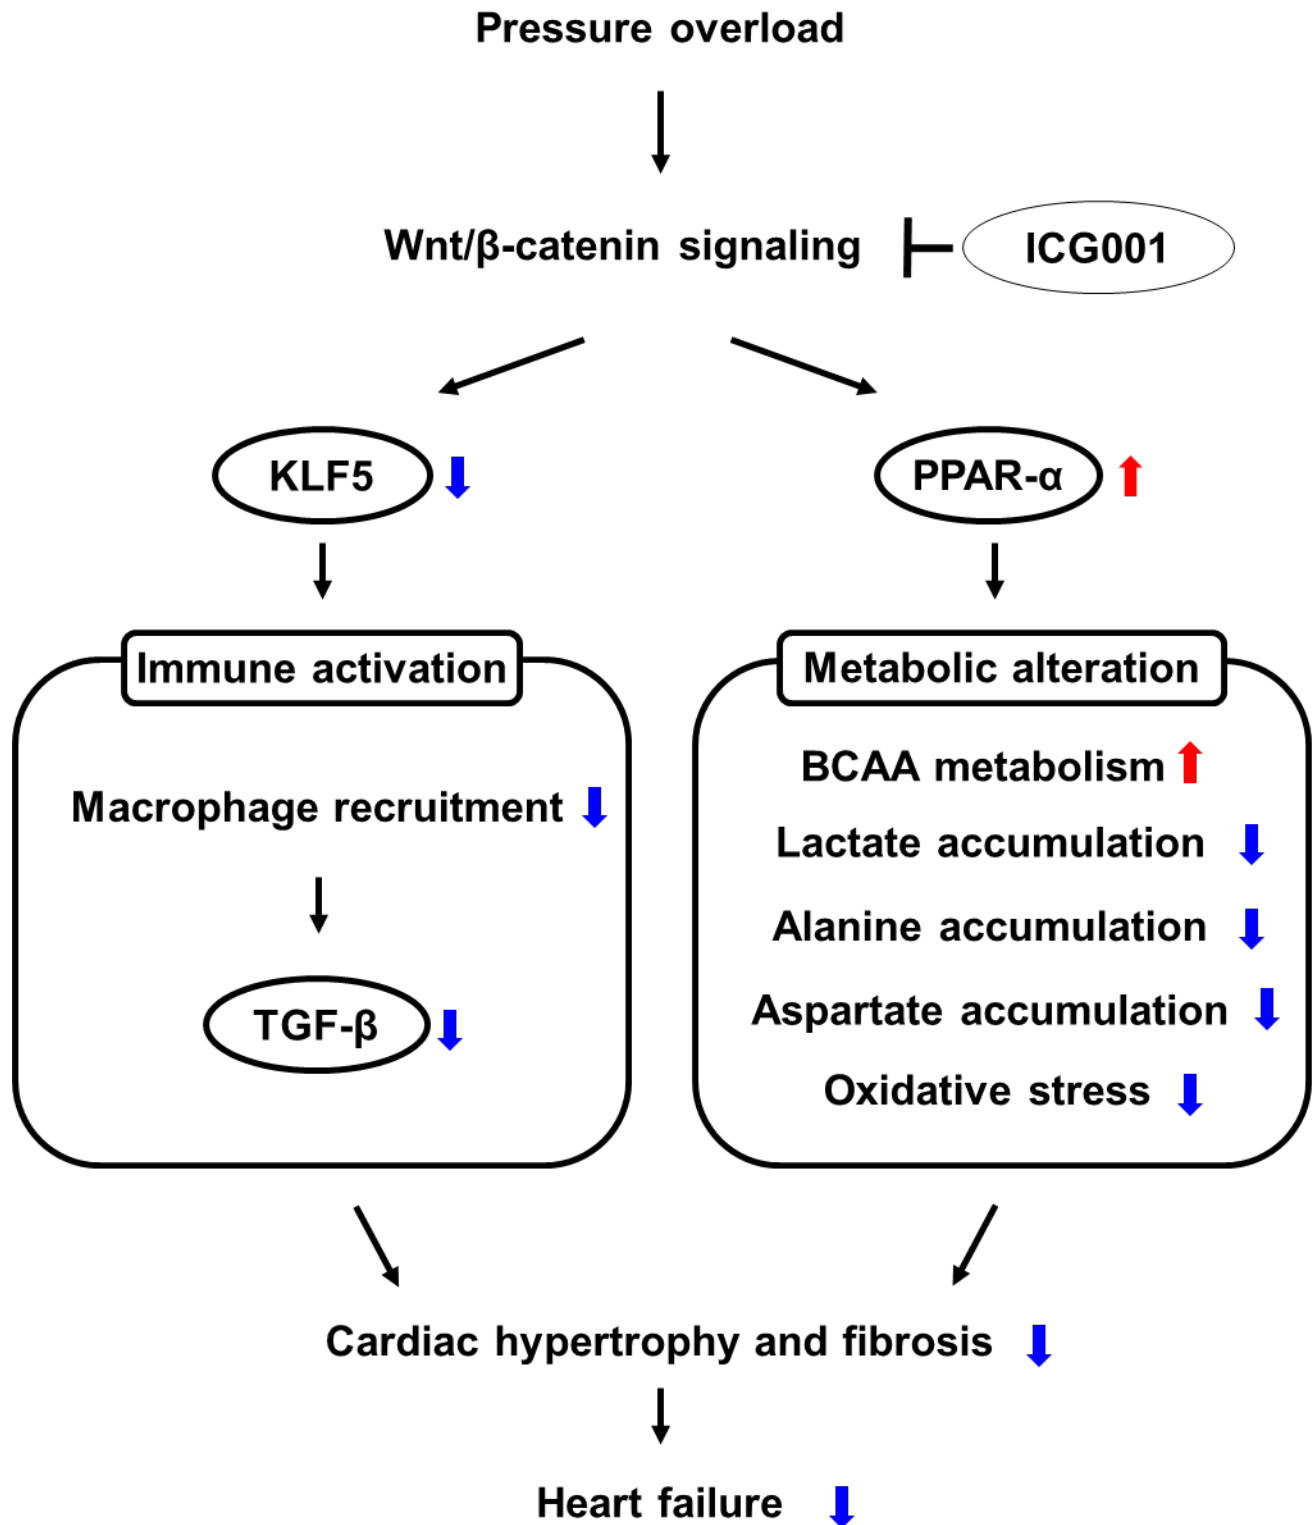 Pressure overload
Wnt/β-catenin signaling
ICG001
KLF5
PPAR-α
Immune activation
Macrophage recruitment
TGF-β
Metabolic alteration
BCAA metabolism
Lactate accumulation
Alanine accumulation
Aspartate accumulation
Oxidative stress
Cardiac hypertrophy and fibrosis
Heart failure